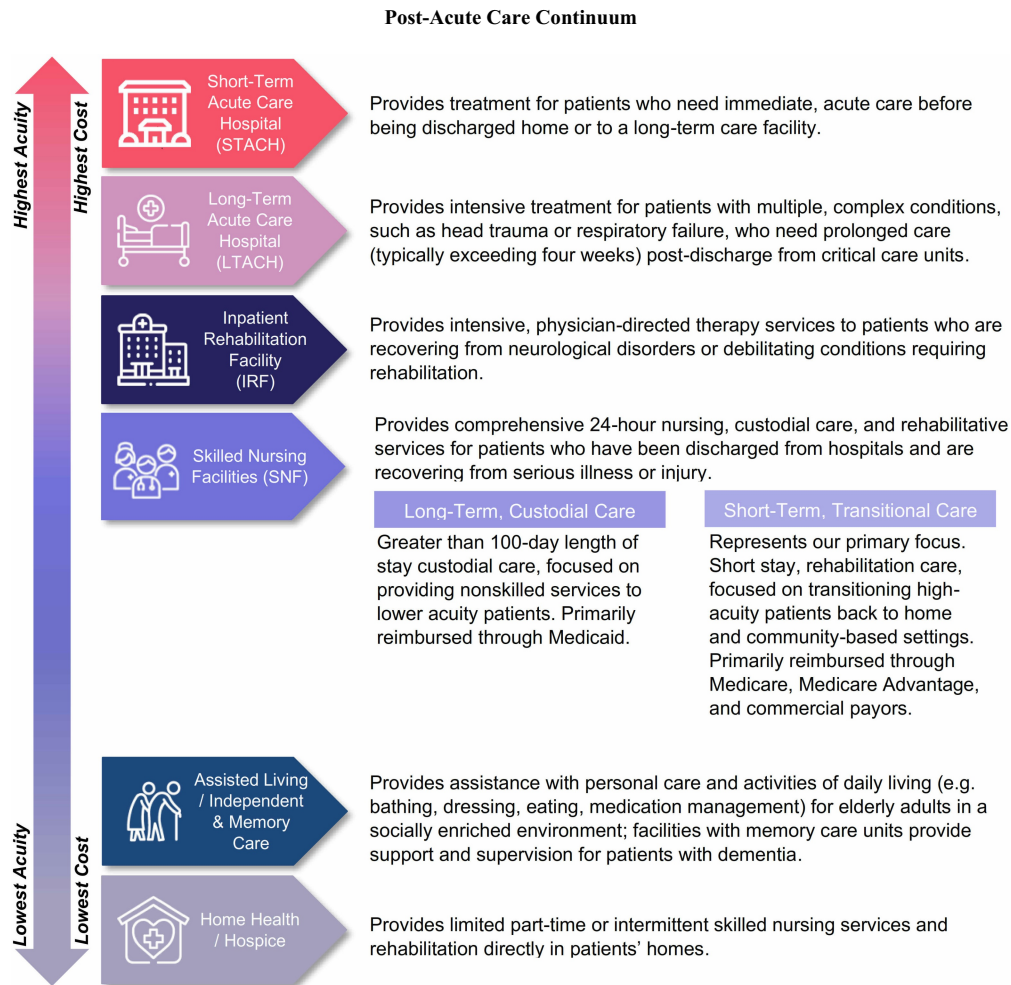 Post-Acute Care Continuum
Highest Acuity
Highest Cost
Short-Term
Acute Care
Hospital
(STACH)
Provides treatment for patients who need immediate, acute care before
being discharged home or to a long-term care facility.
Long-Term
Acute Care
Hospital
(LTACH)
Provides intensive treatment for patients with multiple, complex conditions,
such as head trauma or respiratory failure, who need prolonged care
(typically exceeding four weeks) post-discharge from critical care units.
Inpatient
Rehabilitation
Facility
(IRF)
Provides intensive, physician-directed therapy services to patients who are
recovering from neurological disorders or debilitating conditions requiring
rehabilitation.
Skilled Nursing
Facilities (SNF)
Provides comprehensive 24-hour nursing, custodial care, and rehabilitative
services for patients who have been discharged from hospitals and are
recovering from serious illness or injury.
Long-Term, Custodial Care
Greater than 100-day length of
stay custodial care, focused on
providing nonskilled services to
lower acuity patients. Primarily
reimbursed through Medicaid.
Short-Term, Transitional Care
Represents our primary focus.
Short stay, rehabilitation care,
focused on transitioning high-
acuity patients back to home
and community-based settings.
Primarily reimbursed through
Medicare, Medicare Advantage,
and commercial payors.
Assisted Living
/ Independent
& Memory
Care
Provides assistance with personal care and activities of daily living (e.g.
bathing, dressing, eating, medication management) for elderly adults in a
socially enriched environment; facilities with memory care units provide
support and supervision for patients with dementia.
Lowest Acuity
Lowest Cost
Home Health
/ Hospice
Provides limited part-time or intermittent skilled nursing services and
rehabilitation directly in patients’ homes.